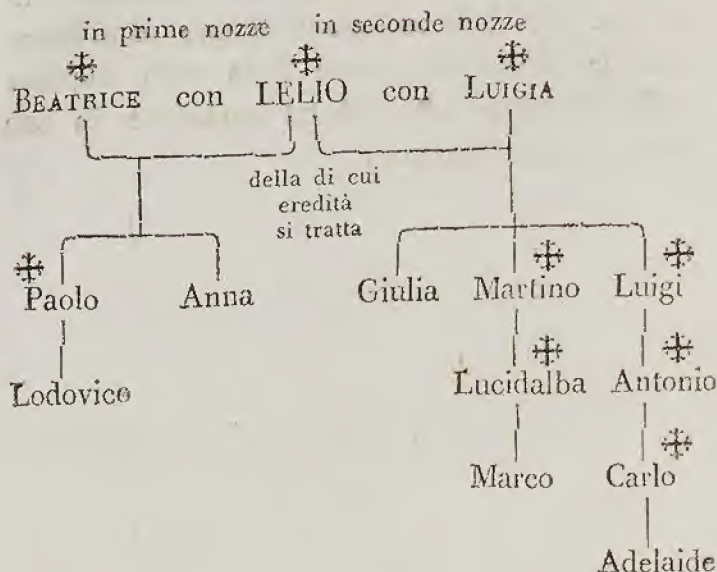 in prime nozze in seconde nozze
BEATRICE con LELIO con LUIGIA
della di cui
eredità
si tratta
Paolo Anna Giulia Martino Luigi
Lodovico Lucidalba Antonio
Marco Carlo
Adelaide